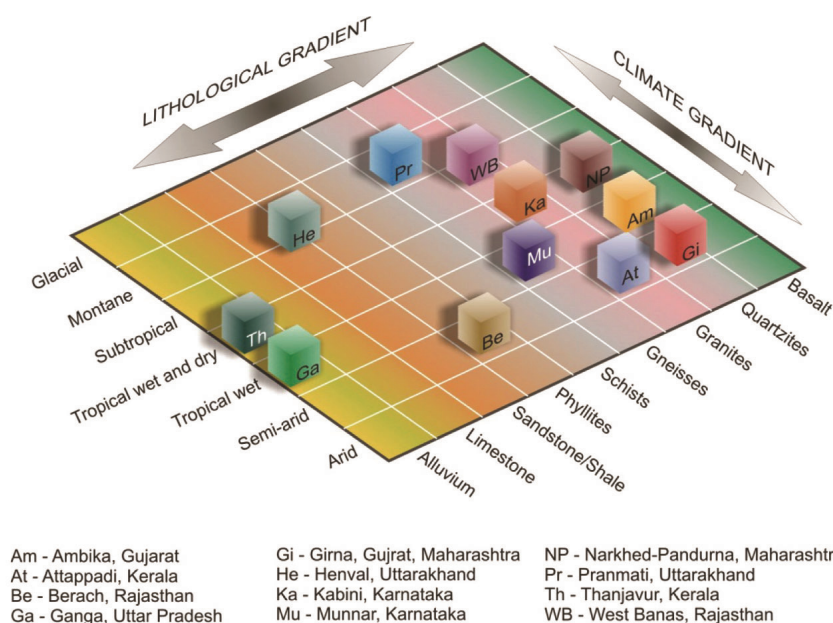 LITHOLOGICAL GRADIENT
CLIMATE GRADIENT
Pr
WB
NP
Ka
Am
He
Mu
At
Gi
Th
Ga
Be
Glacial
Montane
Subtropical
Tropical wet and dry
Tropical wet
Semi-arid
Arid
Alluvium
Limestone
Sandstone/Shale
Phyllites
Schists
Gneisses
Granites
Quartzites
Basalt
Am - Ambika, Gujarat
At - Attappadi, Kerala
Be - Berach, Rajasthan
Ga - Ganga, Uttar Pradesh
Gi - Girna, Gujrat, Maharashtra
He - Henval, Uttarakhand
Ka - Kabini, Karnataka
Mu - Munnar, Karnataka
NP - Narkhed-Pandurna, Maharashtr
Pr - Pranmati, Uttarakhand
Th - Thanjavur, Kerala
WB - West Banas, Rajasthan